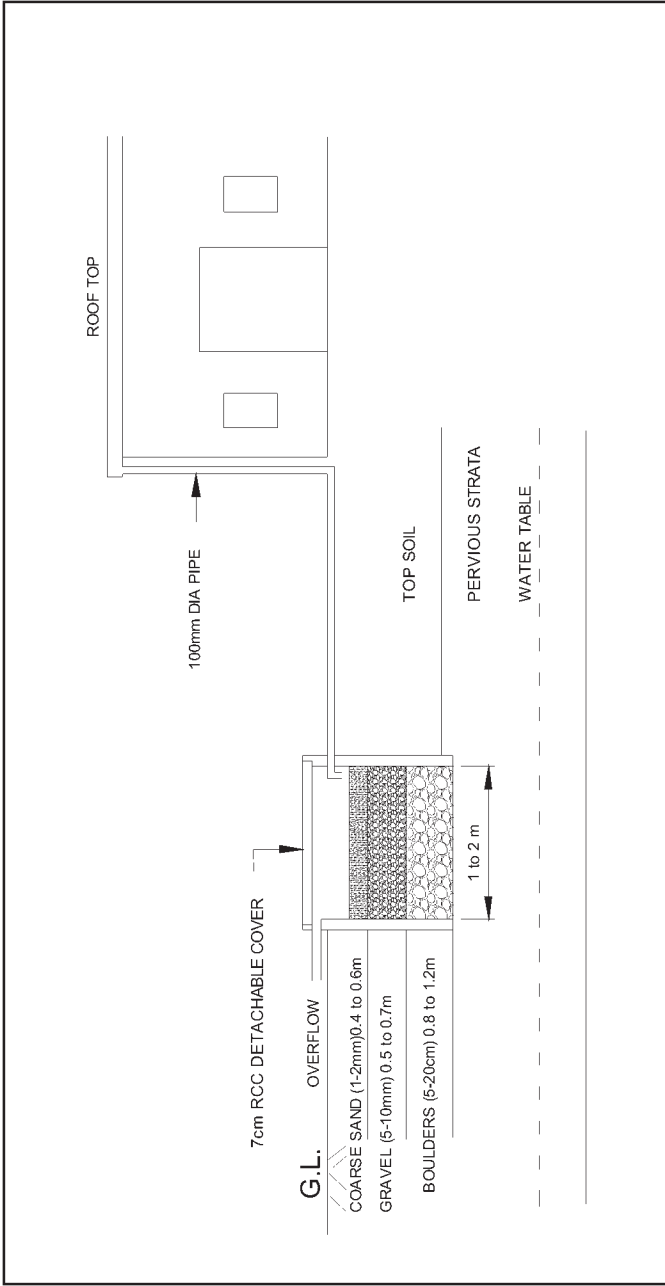 ROOF TOP
100mm DIA PIPE
7cm RCC DETACHABLE COVER
OVERFLOW
G.L.
COARSE SAND (1-2mm)0.4 to 0.6m
GRAVEL (5-10mm) 0.5 to 0.7m
BOULDERS (5-20cm) 0.8 to 1.2m
1 to 2 m
TOP SOIL
PERVIOUS STRATA
WATER TABLE